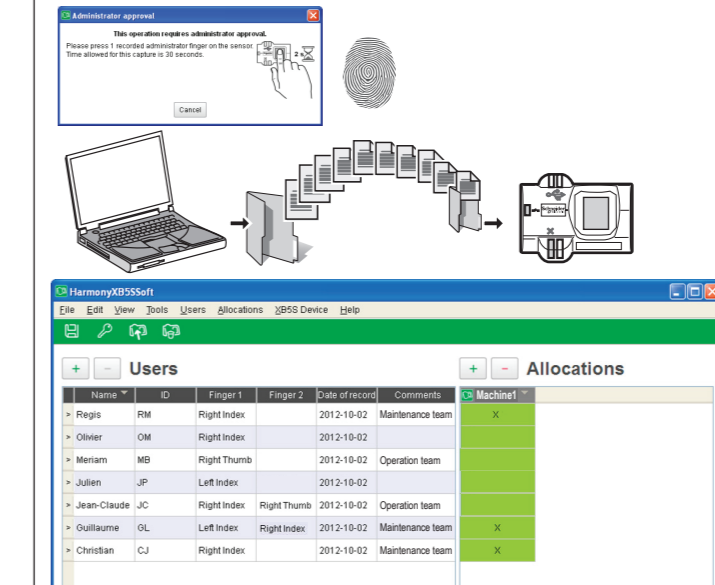 Administrator approval
This operation requires administrator approval.
Please press 1 recorded administrator finger on the sensor.
Time allowed for this capture is 30 seconds.
2 x
Cancel
HarmonyXB5SSoft
File Edit View Tools Users Allocations XB5S Device Help
+ - Users + - Allocations
Name ID Finger 1 Finger 2 Date of record Comments Machine1
> Regis RM Right Index 2012-10-02 Maintenance team X
> Olivier OM Right Index 2012-10-02
> Meriam MB Right Thumb 2012-10-02 Operation team
> Julien JP Left Index 2012-10-02
> Jean-Claude JC Right Index Right Thumb 2012-10-02 Operation team
> Guillaume GL Left Index Right Index 2012-10-02 Maintenance team X
> Christian CJ Right Index 2012-10-02 Maintenance team X